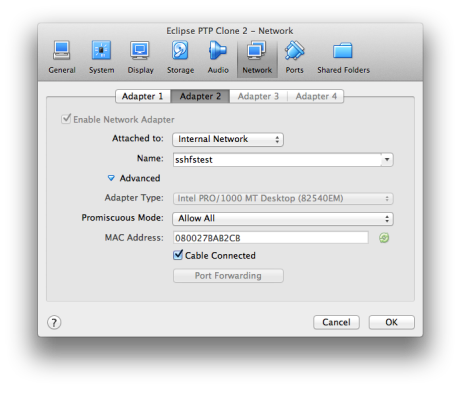 Eclipse PTP Clone 2 – Network
General System Display Storage Audio Network Ports Shared Folders
Adapter 1 Adapter 2 Adapter 3 Adapter 4
Enable Network Adapter
Attached to: Internal Network
Name: sshfstest
Advanced
Adapter Type: Intel PRO/1000 MT Desktop (82540EM)
Promiscuous Mode: Allow All
MAC Address: 080027BAB2CB
Cable Connected
Port Forwarding
? Cancel OK